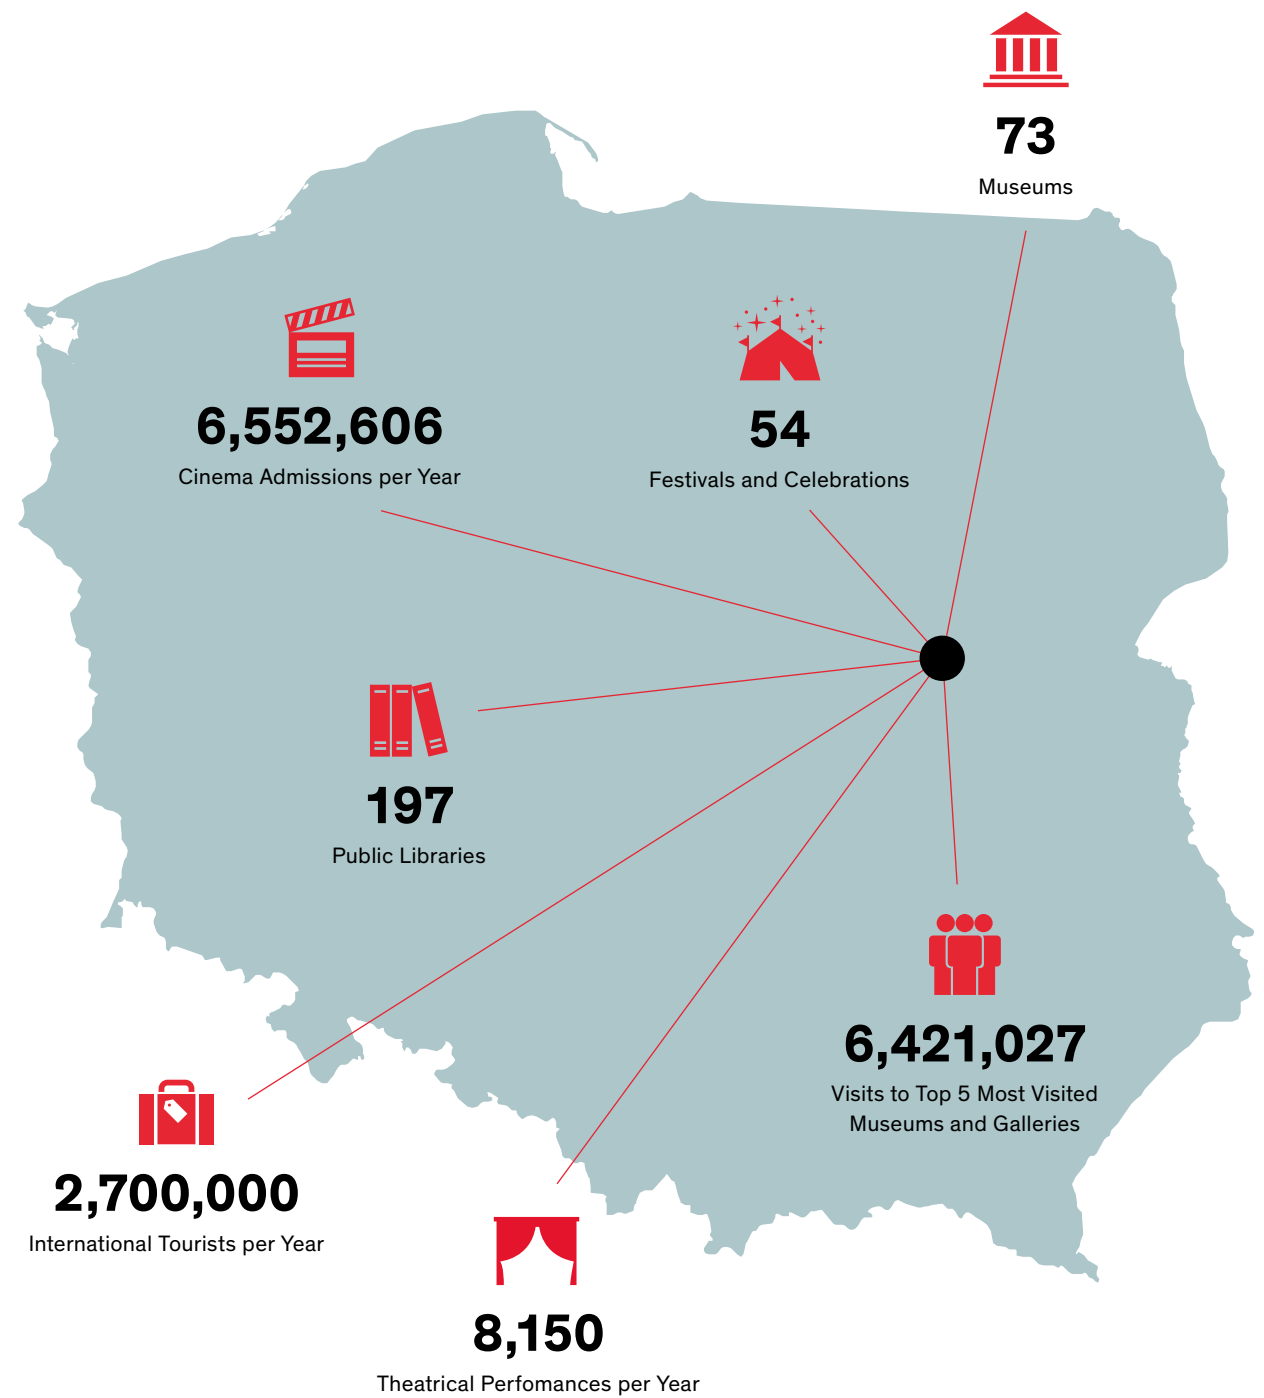 73
Museums
6,552,606
Cinema Admissions per Year
54
Festivals and Celebrations
197
Public Libraries
6,421,027
Visits to Top 5 Most Visited
Museums and Galleries
2,700,000
International Tourists per Year
8,150
Theatrical Perfomances per Year